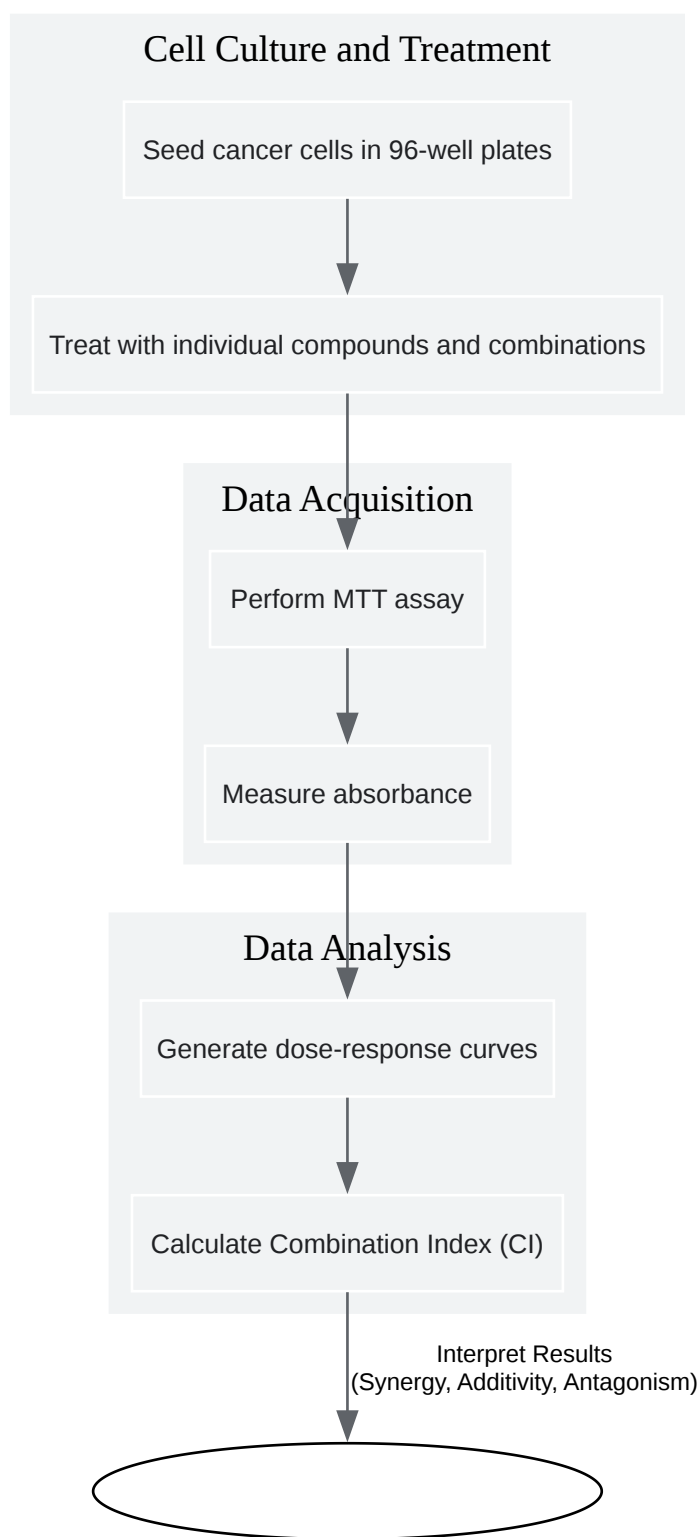 Cell Culture and Treatment
Seed cancer cells in 96-well plates
Treat with individual compounds and combinations
Data Acquisition
Perform MTT assay
Measure absorbance
Data Analysis
Generate dose-response curves
Calculate Combination Index (CI)
Interpret Results
(Synergy, Additivity, Antagonism)